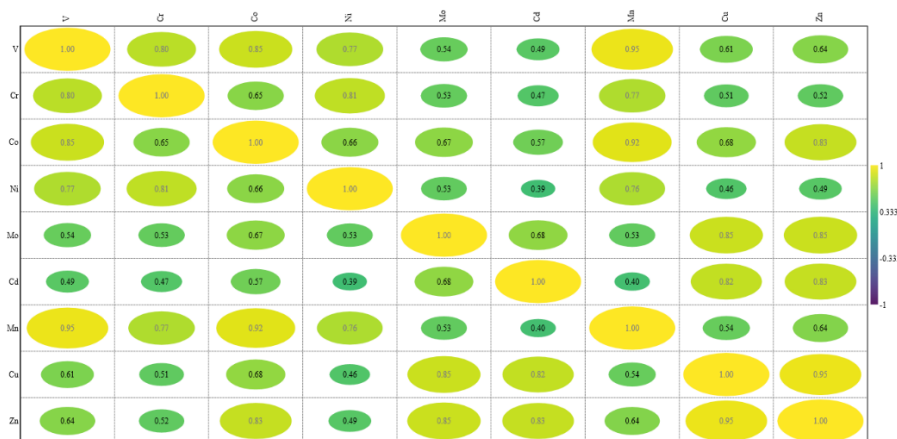 V Cr Co Ni Mo Cd Mn Cu Zn
V 1.00 0.80 0.85 0.77 0.54 0.49 0.95 0.61 0.64
Cr 0.80 1.00 0.65 0.81 0.53 0.47 0.77 0.51 0.52
Co 0.85 0.65 1.00 0.66 0.67 0.57 0.92 0.68 0.83
Ni 0.77 0.81 0.66 1.00 0.53 0.39 0.76 0.46 0.49
Mo 0.54 0.53 0.67 0.53 1.00 0.68 0.53 0.85 0.85
Cd 0.49 0.47 0.57 0.39 0.68 1.00 0.40 0.82 0.83
Mn 0.95 0.77 0.92 0.76 0.53 0.40 1.00 0.54 0.64
Cu 0.61 0.51 0.68 0.46 0.85 0.82 0.54 1.00 0.95
Zn 0.64 0.52 0.83 0.49 0.85 0.83 0.64 0.95 1.00
1
0.333
-0.33
-1